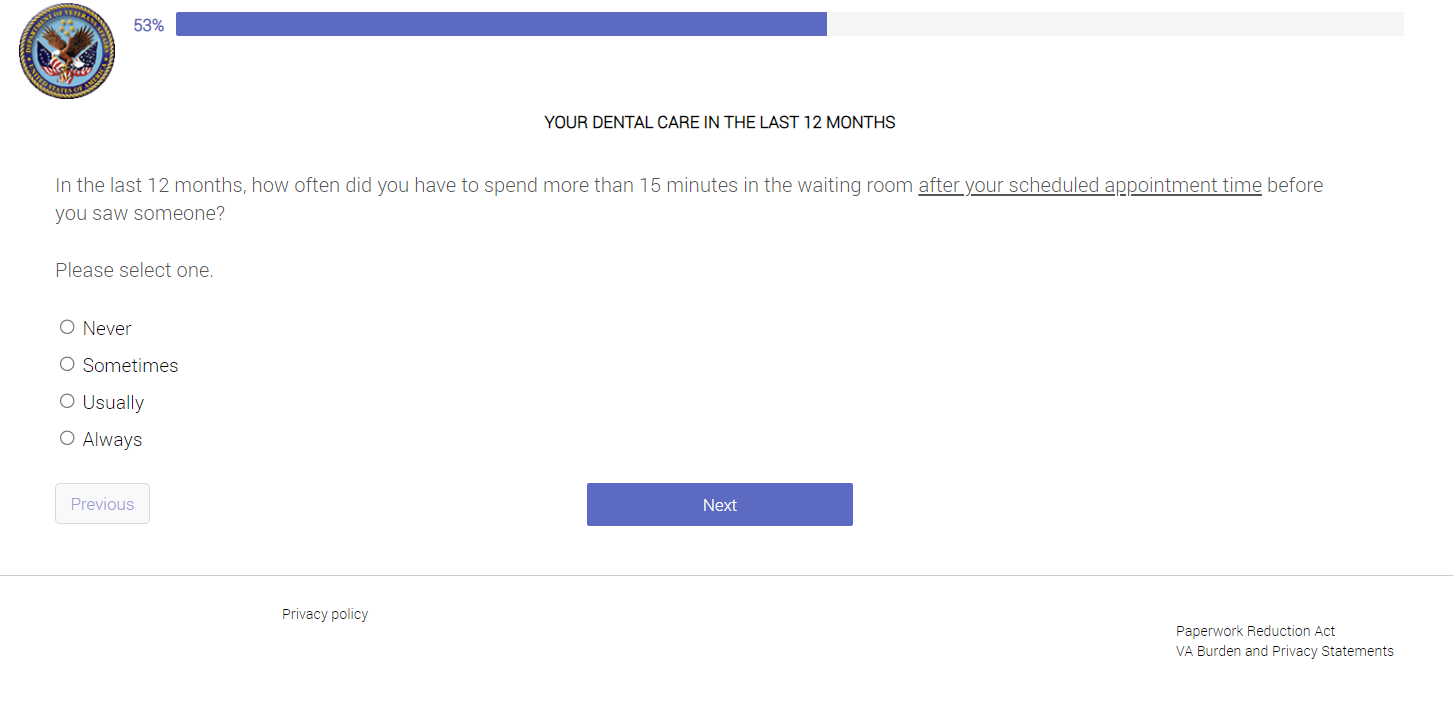 53%
YOUR DENTAL CARE IN THE LAST 12 MONTHS
In the last 12 months, how often did you have to spend more than 15 minutes in the waiting room after your scheduled appointment time before
you saw someone?
Please select one.
Never
Sometimes
Usually
Always
Previous
Next
Privacy policy
Paperwork Reduction Act
VA Burden and Privacy Statements